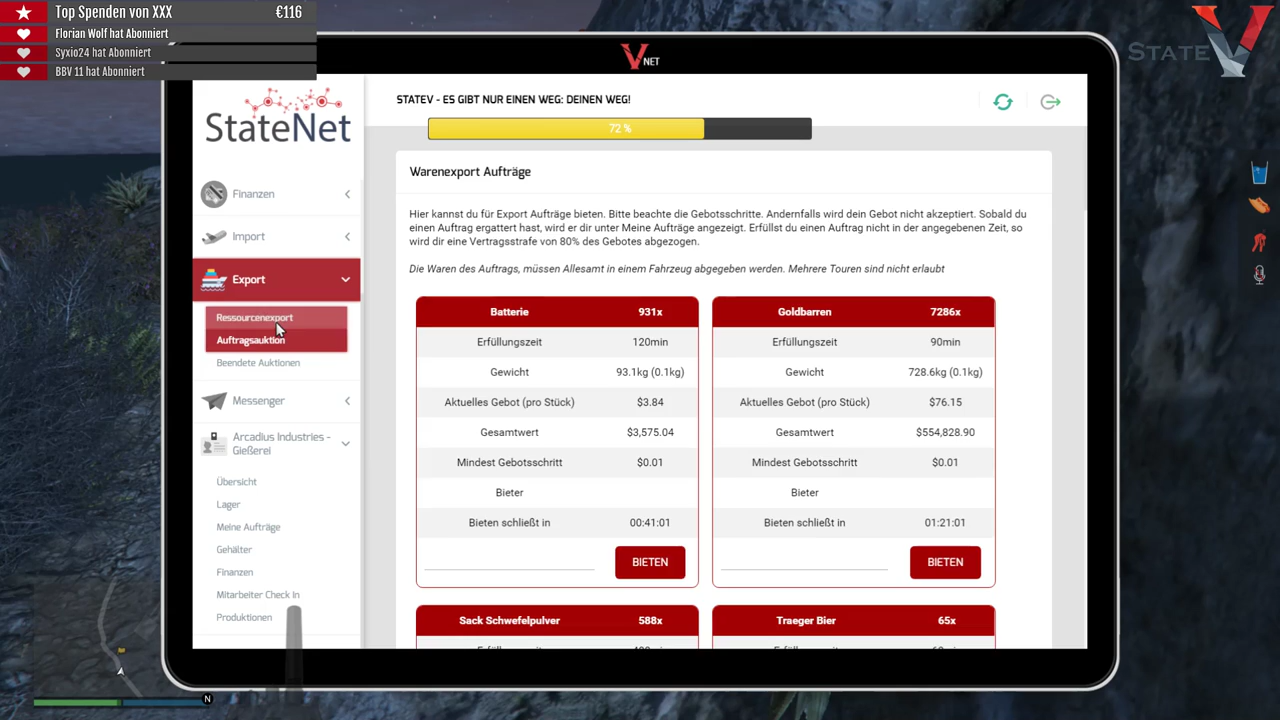 Top Spenden von XXX €116
Florian Wolf hat Abonniert
Syxio24 hat Abonniert
BBV 11 hat Abonniert
STATEV
V NET
StateNet
STATEV - ES GIBT NUR EINEN WEG: DEINEN WEG!
72 %
Finanzen
Import
Export
Ressourcenexport
Auftragsauktion
Beendete Auktionen
Messenger
Arcadius Industries -
Gießerei
Übersicht
Lager
Meine Aufträge
Gehälter
Finanzen
Mitarbeiter Check In
Produktionen
Warenexport Aufträge
Hier kannst du für Export Aufträge bieten. Bitte beachte die Gebotsschritte. Andernfalls wird dein Gebot nicht akzeptiert. Sobald du
einen Auftrag ergattert hast, wird er dir unter Meine Aufträge angezeigt. Erfüllst du einen Auftrag nicht in der angegebenen Zeit, so
wird dir eine Vertragsstrafe von 80% des Gebotes abgezogen.
Die Waren des Auftrags, müssen Allesamt in einem Fahrzeug abgegeben werden. Mehrere Touren sind nicht erlaubt
Batterie 931x
Erfüllungszeit 120min
Gewicht 93.1kg (0.1kg)
Aktuelles Gebot (pro Stück) $3.84
Gesamtwert $3,575.04
Mindest Gebotsschritt $0.01
Bieter
Bieten schließt in 00:41:01
BIETEN
Goldbarren 7286x
Erfüllungszeit 90min
Gewicht 728.6kg (0.1kg)
Aktuelles Gebot (pro Stück) $76.15
Gesamtwert $554,828.90
Mindest Gebotsschritt $0.01
Bieter
Bieten schließt in 01:21:01
BIETEN
Sack Schwefelpulver 588x
Traeger Bier 65x
N